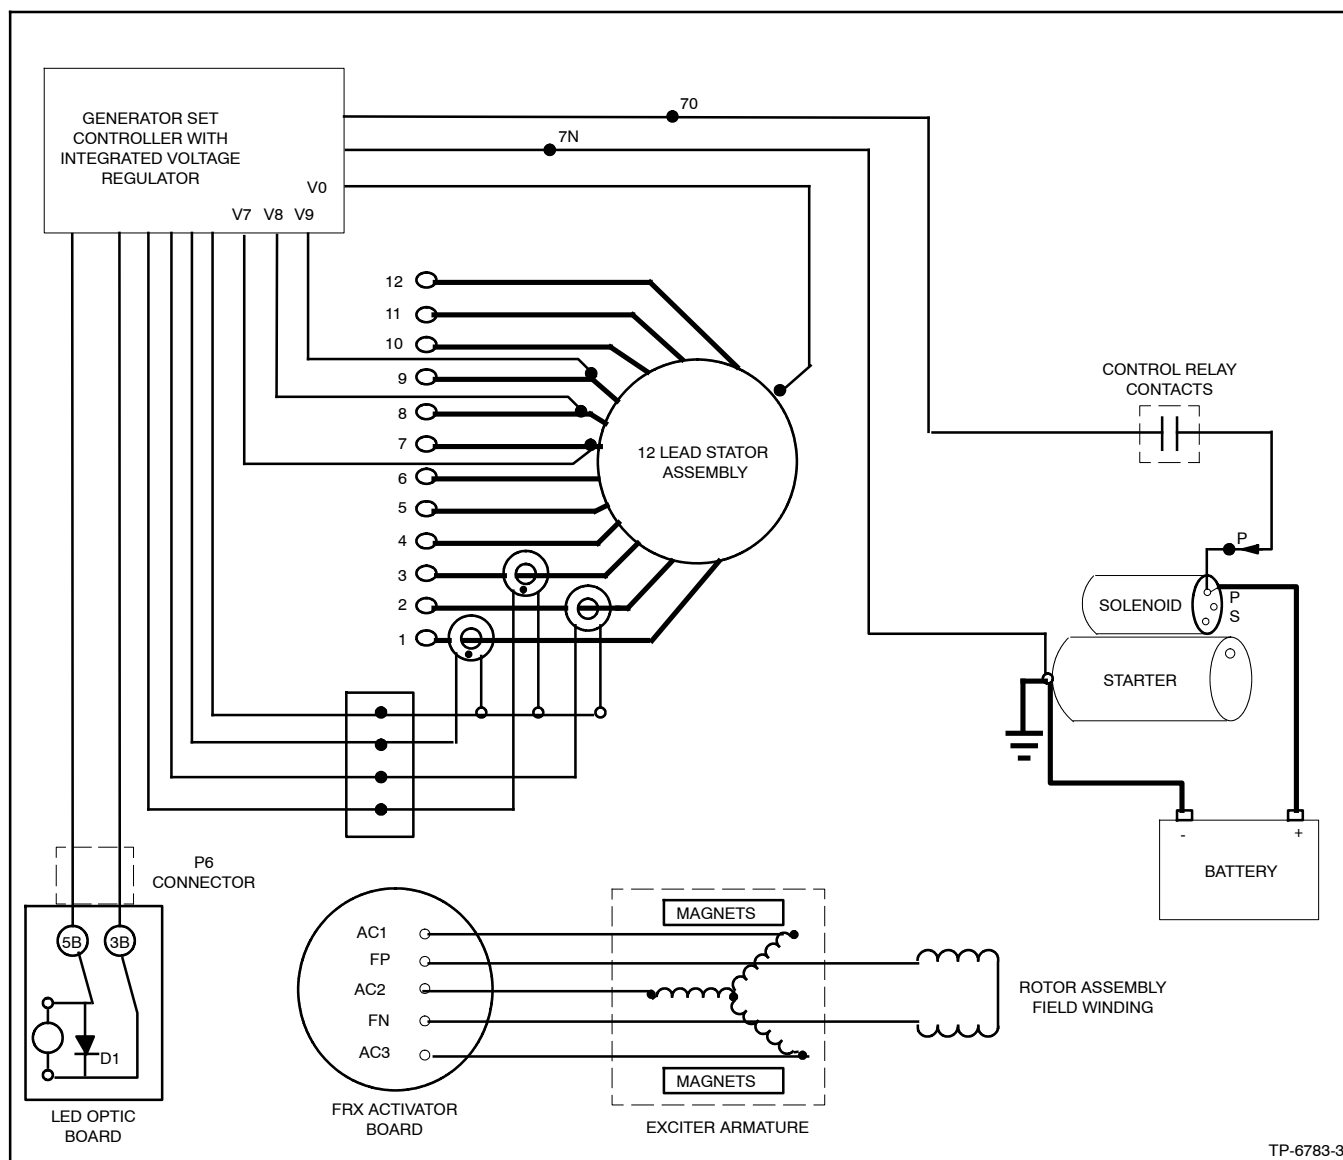 70
GENERATOR SET
CONTROLLER WITH
INTEGRATED VOLTAGE
REGULATOR
7N
V0
V7 V8 V9
12
11
10
9
8
7
6
5
4
3
2
1
12 LEAD STATOR
ASSEMBLY
CONTROL RELAY
CONTACTS
P
SOLENOID
P
S
STARTER
- +
BATTERY
P6
CONNECTOR
5B 3B
D1
LED OPTIC
BOARD
AC1
FP
AC2
FN
AC3
FRX ACTIVATOR
BOARD
MAGNETS
MAGNETS
EXCITER ARMATURE
ROTOR ASSEMBLY
FIELD WINDING
TP-6783-3